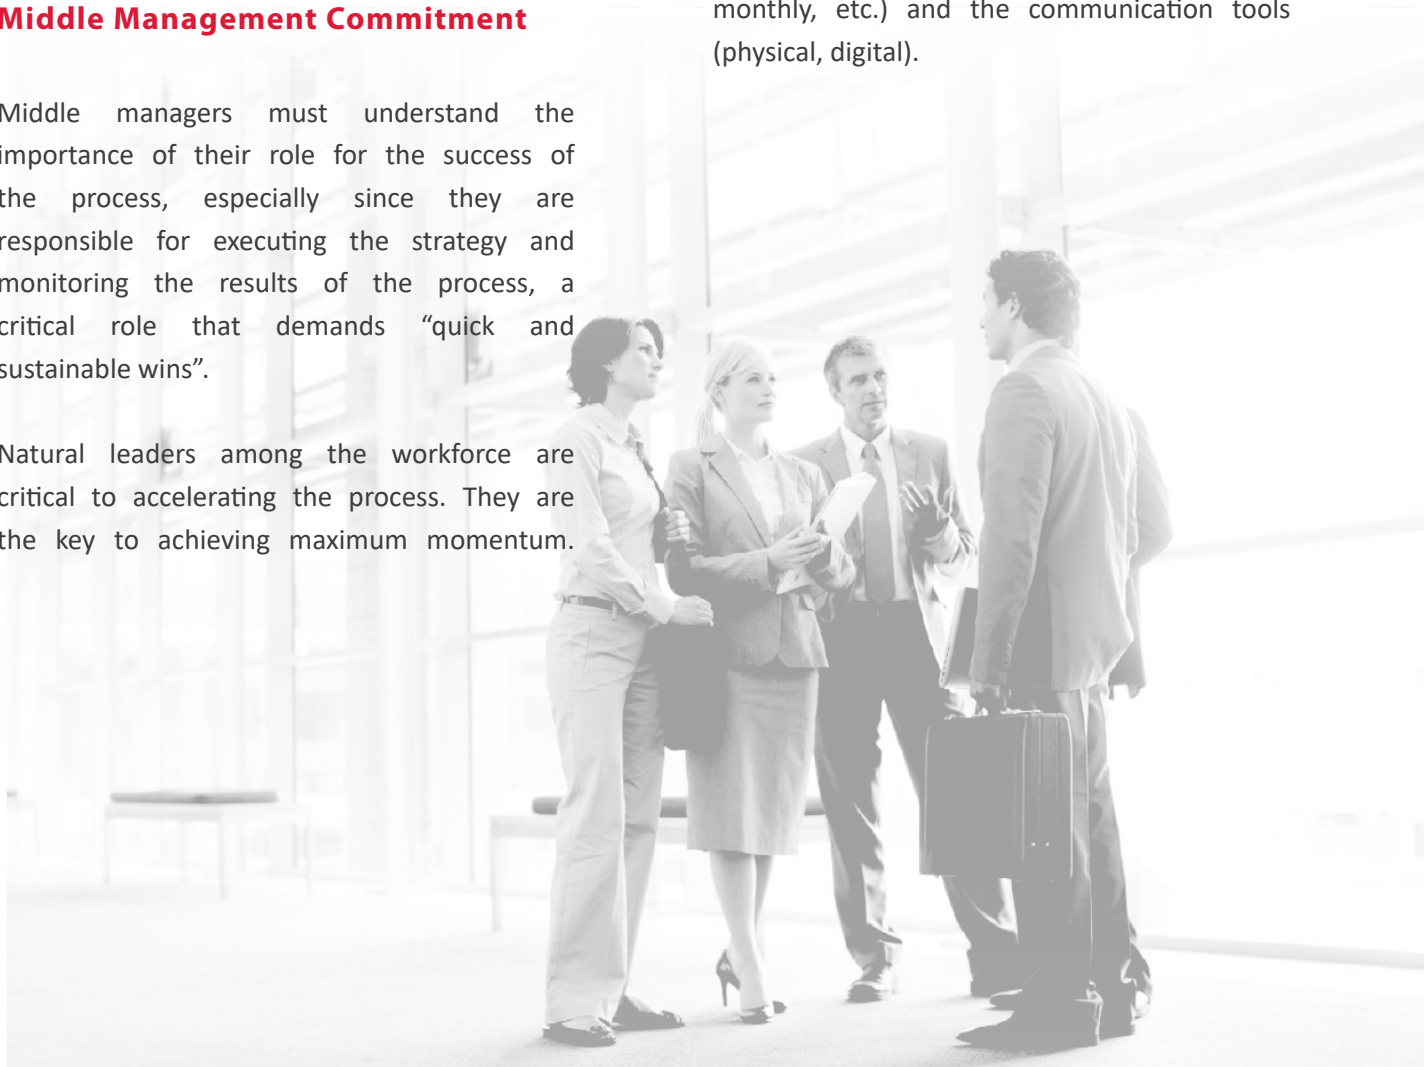 Middle Management Commitment
Middle managers must understand the
importance of their role for the success of
the process, especially since they are
responsible for executing the strategy and
monitoring the results of the process, a
critical role that demands “quick and
sustainable wins”.
Natural leaders among the workforce are
critical to accelerating the process. They are
the key to achieving maximum momentum.
monthly, etc.) and the communication tools
(physical, digital).